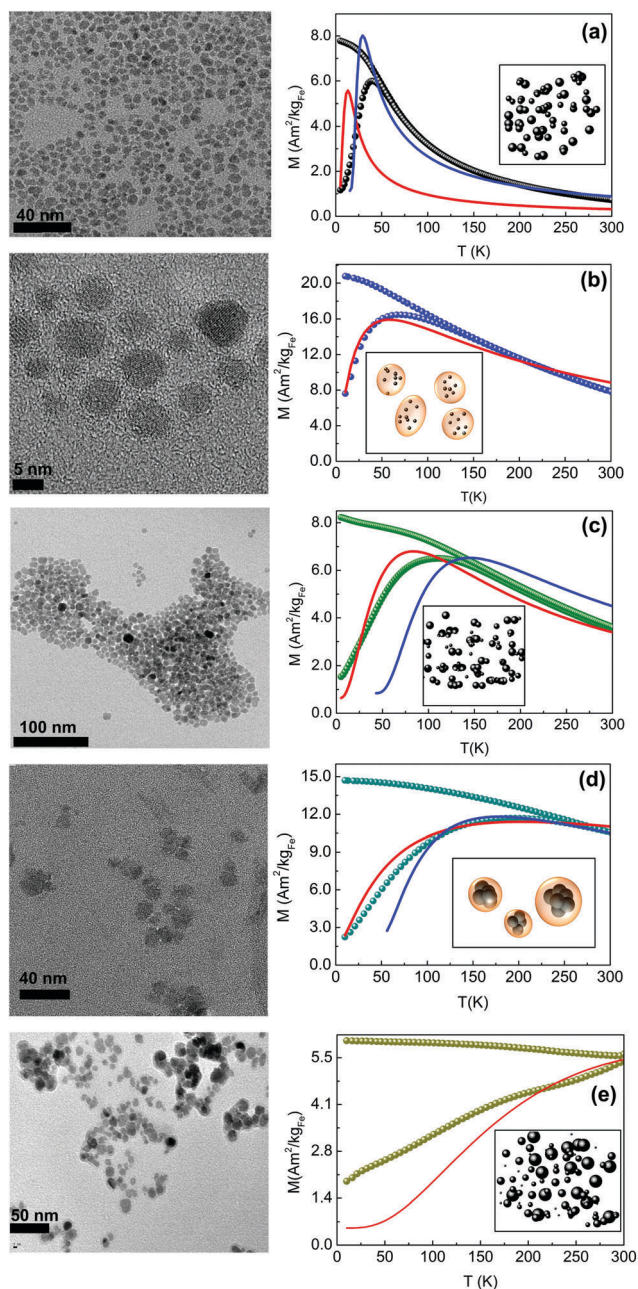 40 nm
(a)
M (Am²/kg_Fe)
8.0
6.0
4.0
2.0
0.0
0 50 100 150 200 250 300
T (K)
5 nm
(b)
M (Am²/kg_Fe)
20.0
16.0
12.0
8.0
4.0
0.0
0 50 100 150 200 250 300
T(K)
100 nm
(c)
M (Am²/kg_Fe)
8.0
6.0
4.0
2.0
0.0
0 50 100 150 200 250 300
T(K)
40 nm
(d)
M (Am²/kg_Fe)
15.0
12.0
9.0
6.0
3.0
0.0
0 50 100 150 200 250 300
T(K)
50 nm
(e)
M(Am²/kg_Fe)
5.5
4.1
2.8
1.4
0.0
0 50 100 150 200 250 300
T (K)